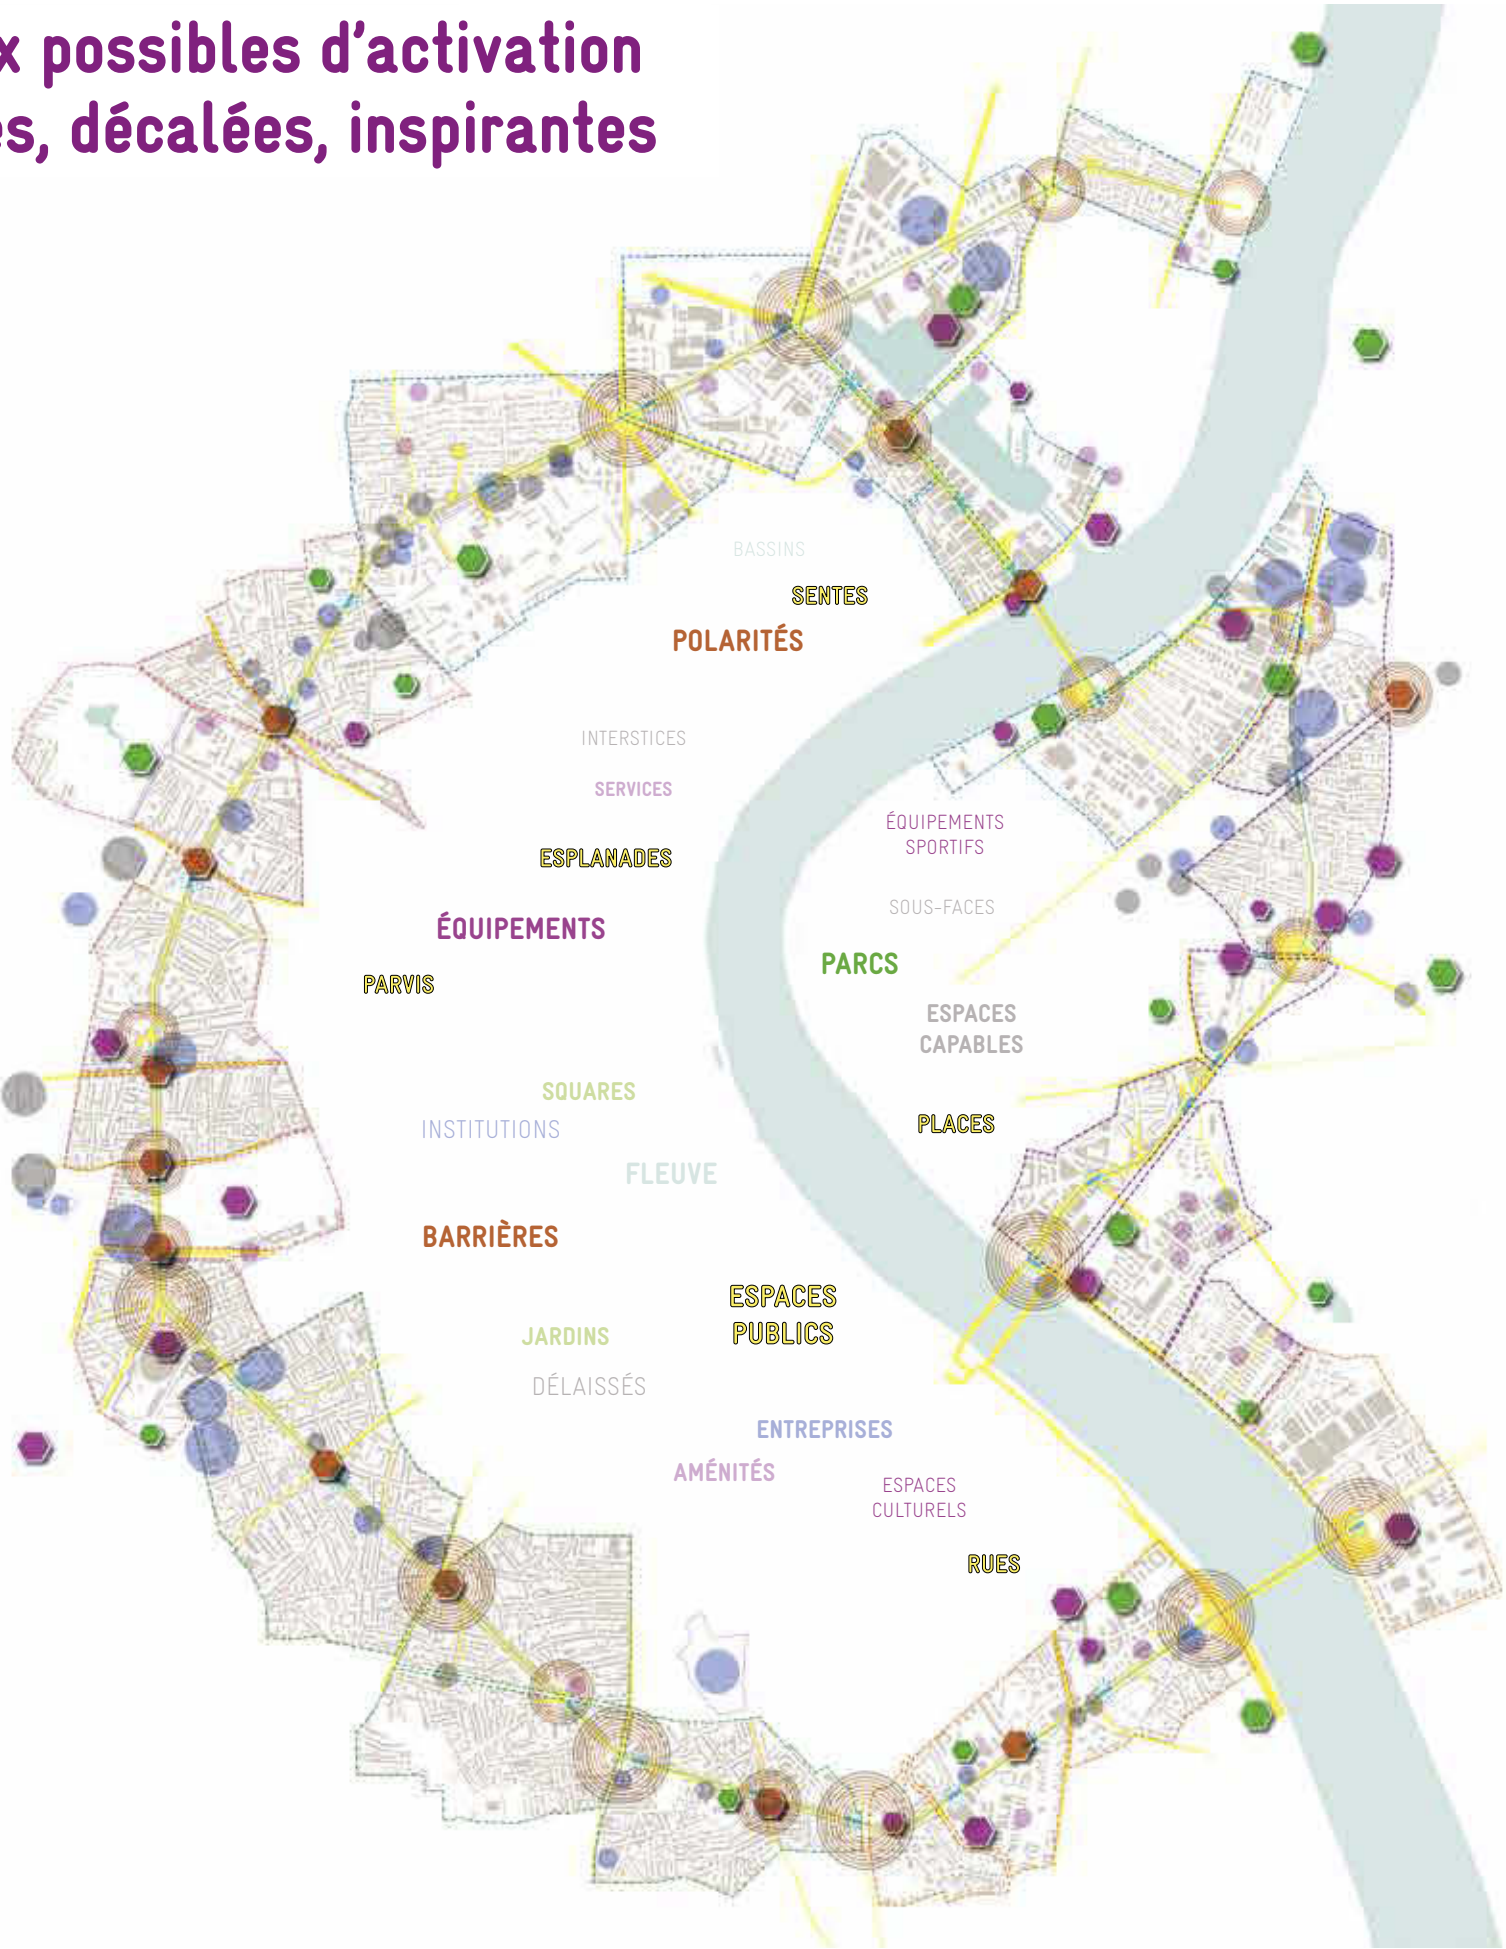 x possibles d’activation
es, décalées, inspirantes
BASSINS
SENTES
POLARITÉS
INTERSTICES
SERVICES
ESPLANADES
ÉQUIPEMENTS
PARVIS
ÉQUIPEMENTS
SPORTIFS
SOUS-FACES
PARCS
ESPACES
CAPABLES
SQUARES
INSTITUTIONS
PLACES
FLEUVE
BARRIÈRES
ESPACES
PUBLICS
JARDINS
DÉLAISSÉS
ENTREPRISES
AMÉNITÉS
ESPACES
CULTURELS
RUES